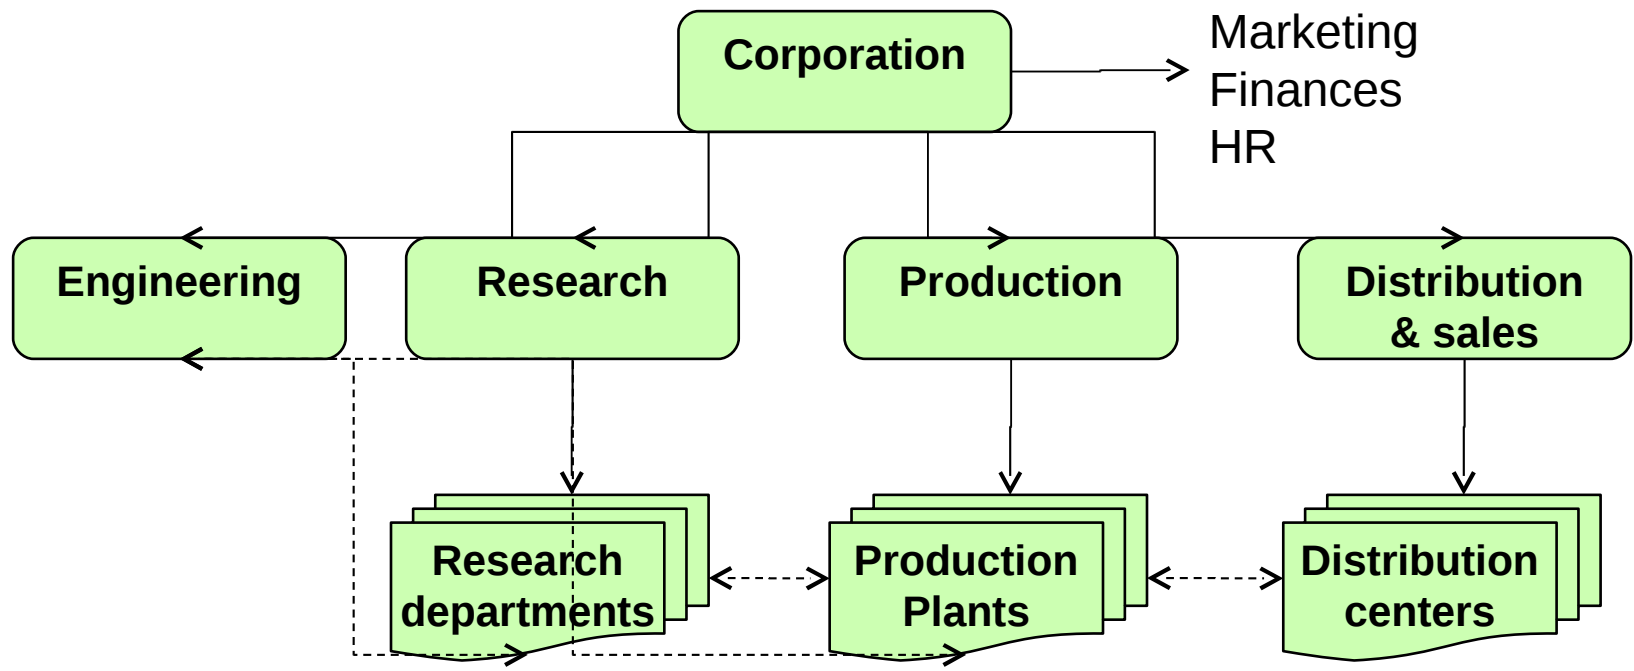 Corporation
Marketing
Finances
HR
Engineering
Research
Production
Distribution
& sales
Research
departments
Production
Plants
Distribution
centers